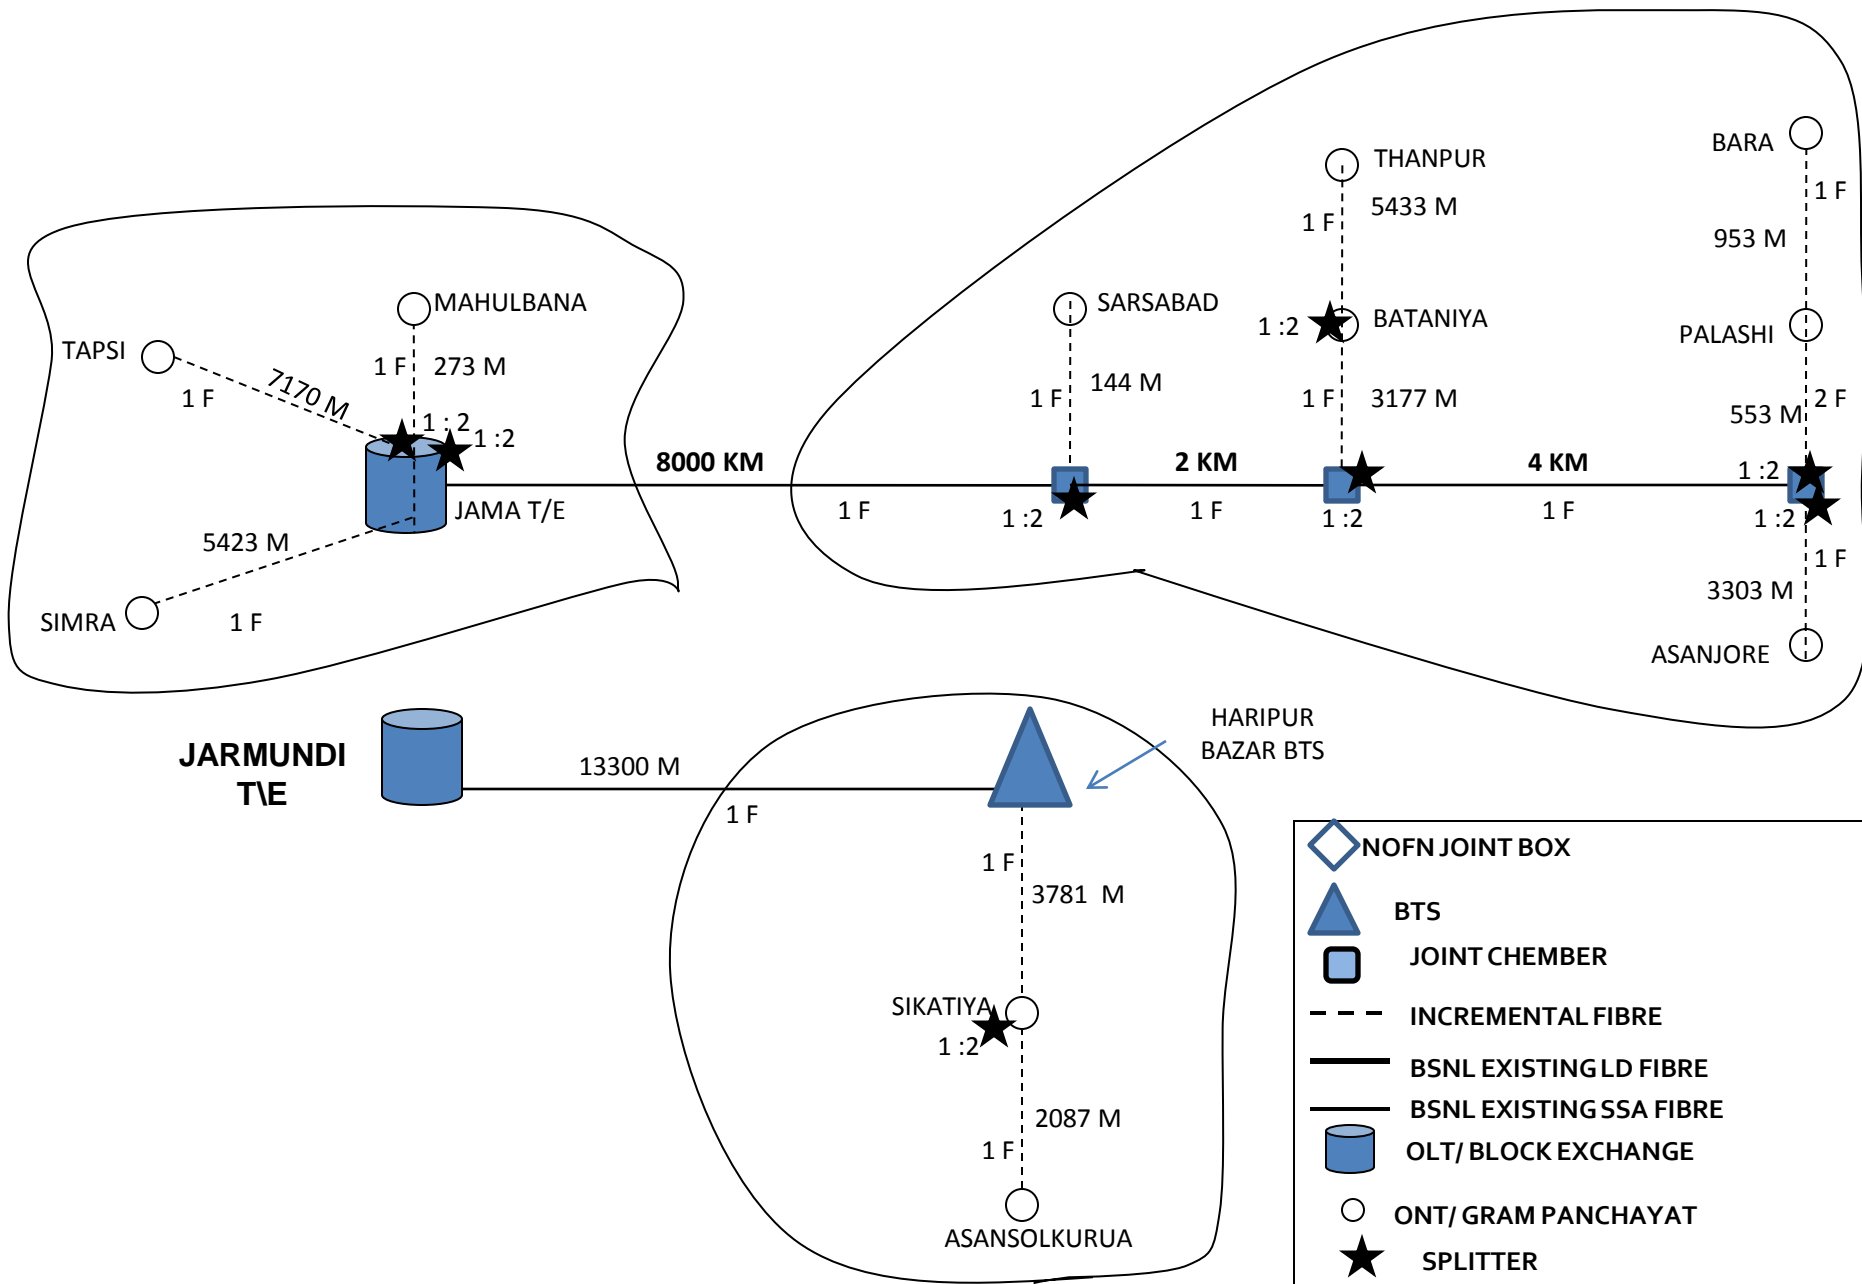 THANPUR
BARA
5433 M
1 F
1 F
953 M
MAHULBANA
SARSABAD
1 :2
BATANIYA
PALASHI
TAPSI
1 F
273 M
7170 M
1 F
144 M
1 F
1 F
3177 M
553 M
2 F
1 : 2
1 :2
8000 KM
2 KM
4 KM
1 :2
JAMA T/E
1 F
1 :2
1 F
1 :2
1 F
1 :2
5423 M
1 F
3303 M
SIMRA
1 F
ASANJORE
JARMUNDI
T\E
13300 M
1 F
HARIPUR
BAZAR BTS
1 F
3781 M
SIKATIYA
1 :2
2087 M
1 F
ASANSOLKURUA
NOFN JOINT BOX
BTS
JOINT CHEMBER
INCREMENTAL FIBRE
BSNL EXISTING LD FIBRE
BSNL EXISTING SSA FIBRE
OLT/ BLOCK EXCHANGE
ONT/ GRAM PANCHAYAT
SPLITTER